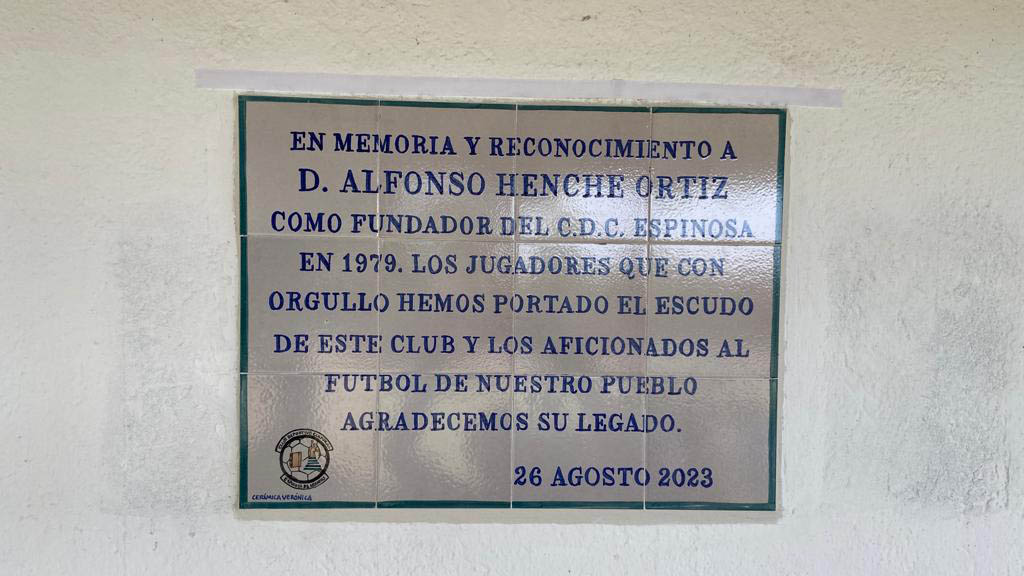 EN MEMORIA Y RECONOCIMIENTO A
D. ALFONSO HENCHE ORTIZ
COMO FUNDADOR DEL C.D.C. ESPINOSA
EN 1979. LOS JUGADORES QUE CON
ORGULLO HEMOS PORTADO EL ESCUDO
DE ESTE CLUB Y LOS AFICIONADOS AL
FUTBOL DE NUESTRO PUEBLO
AGRADECEMOS SU LEGADO.
26 AGOSTO 2023
CERÁMICA VERÓNICA